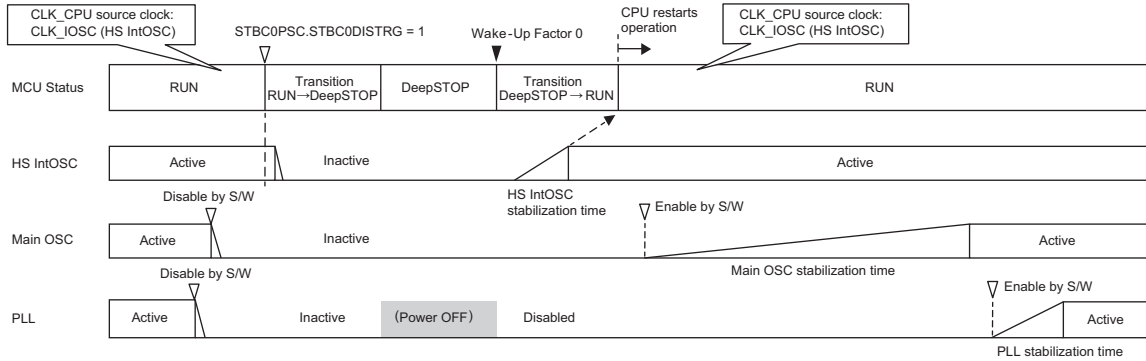 CLK_CPU source clock:
CLK_IOSC (HS IntOSC)
STBC0PSC.STBC0DISTRG = 1
Wake-Up Factor 0
CPU restarts
operation
CLK_CPU source clock:
CLK_IOSC (HS IntOSC)
MCU Status
RUN
Transition
RUN→DeepSTOP
DeepSTOP
Transition
DeepSTOP→RUN
RUN
HS IntOSC
Active
Inactive
Active
HS IntOSC
stabilization time
Disable by S/W
Enable by S/W
Main OSC
Active
Inactive
Active
Main OSC stabilization time
Disable by S/W
Enable by S/W
PLL
Active
Inactive
(Power OFF)
Disabled
Active
PLL stabilization time